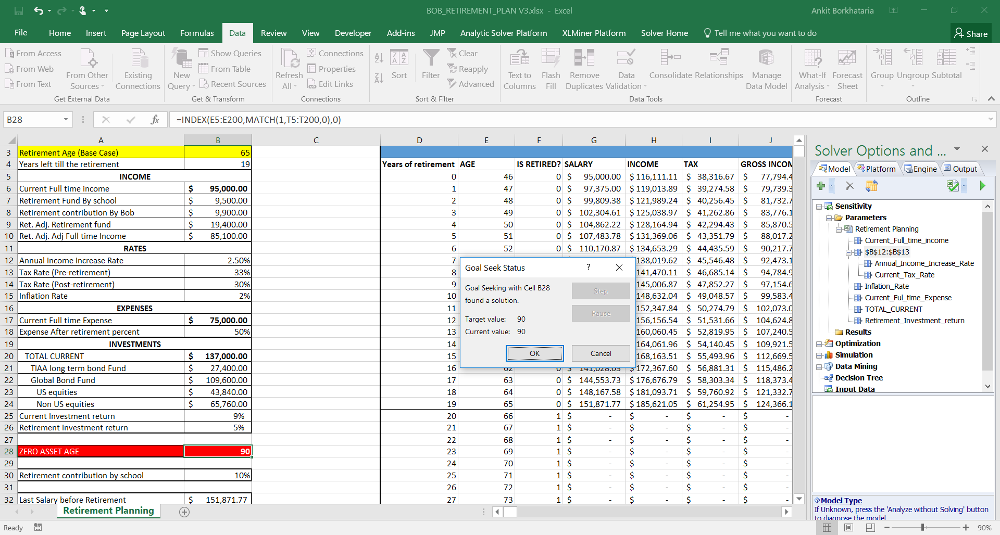 BOB_RETIREMENT_PLAN V3.xlsx - Excel
Ankit Borkhataria
File Home Insert Page Layout Formulas Data Review View Developer Add-ins JMP Analytic Solver Platform XLMiner Platform Solver Home Tell me what you want to do Share
From Access
From Web
From Text
From Other Sources
Existing Connections
Get External Data
New Query
Show Queries
From Table
Recent Sources
Get & Transform
Refresh All
Connections
Properties
Edit Links
Connections
Sort
Filter
Clear
Reapply
Advanced
Sort & Filter
Text to Columns
Flash Fill
Remove Duplicates
Data Validation
Consolidate
Relationships
Manage Data Model
Data Tools
What-If Analysis
Forecast Sheet
Forecast
Group
Ungroup
Subtotal
Outline
B28 fx =INDEX(E5:E200,MATCH(1,T5:T200,0),0)
A B C D E F G H I J
3 Retirement Age (Base Case) 65
4 Years left till the retirement 19 Years of retirement AGE IS RETIRED? SALARY INCOME TAX GROSS INCOM
5 INCOME 0 46 0 $ 95,000.00 $ 116,111.11 $ 38,316.67 $ 77,794.4
6 Current Full time income $ 95,000.00 1 47 0 $ 97,375.00 $ 119,013.89 $ 39,274.58 $ 79,739.3
7 Retirement Fund By school $ 9,500.00 2 48 0 $ 99,809.38 $ 121,989.24 $ 40,256.45 $ 81,732.7
8 Retirement contribution By Bob $ 9,900.00 3 49 0 $ 102,304.61 $ 125,038.97 $ 41,262.86 $ 83,776.1
9 Ret. Adj. Retirement fund $ 19,400.00 4 50 0 $ 104,862.22 $ 128,164.94 $ 42,294.43 $ 85,870.5
10 Ret. Adj. Adj Full time Income $ 85,100.00 5 51 0 $ 107,483.78 $ 131,369.06 $ 43,351.79 $ 88,017.2
11 RATES 6 52 0 $ 110,170.87 $ 134,653.29 $ 44,435.59 $ 90,217.7
12 Annual Income Increase Rate 2.50% 7 138,019.62 $ 45,546.48 $ 92,473.1
13 Tax Rate (Pre-retirement) 33% 8 141,470.11 $ 46,685.14 $ 94,784.9
14 Tax Rate (Post-retirement) 30% 9 145,006.87 $ 47,852.27 $ 97,154.6
15 Inflation Rate 2% 10 148,632.04 $ 49,048.57 $ 99,583.4
16 EXPENSES 11 152,347.84 $ 50,274.79 $ 102,073.0
17 Current Full time Expense $ 75,000.00 12 156,156.54 $ 51,531.66 $ 104,624.8
18 Expense After retirement percent 50% 13 160,060.45 $ 52,819.95 $ 107,240.5
19 INVESTMENTS 14 164,061.96 $ 54,140.45 $ 109,921.5
20 TOTAL CURRENT $ 137,000.00 15 168,163.51 $ 55,493.96 $ 112,669.5
21 TIAA long term bond Fund $ 27,400.00 16 62 0 $ 141,028.03 $ 172,367.60 $ 56,881.31 $ 115,486.2
22 Global Bond Fund $ 109,600.00 17 63 0 $ 144,553.73 $ 176,676.79 $ 58,303.34 $ 118,373.4
23 US equities $ 43,840.00 18 64 0 $ 148,167.58 $ 181,093.71 $ 59,760.92 $ 121,332.7
24 Non US equities $ 65,760.00 19 65 0 $ 151,871.77 $ 185,621.05 $ 61,254.95 $ 124,366.1
25 Current Investment return 9% 20 66 1 $ - $ - $ - $ -
26 Retirement Investment return 5% 21 67 1 $ - $ - $ - $ -
27 22 68 1 $ - $ - $ - $ -
28 ZERO ASSET AGE 90 23 69 1 $ - $ - $ - $ -
29 24 70 1 $ - $ - $ - $ -
30 Retirement contribution by school 10% 25 71 1 $ - $ - $ - $ -
31 26 72 1 $ - $ - $ - $ -
32 Last Salary before Retirement $ 151,871.77 27 73 1 $ - $ - $ - $ -
Goal Seek Status ?
Goal Seeking with Cell B28
found a solution.
Target value: 90
Current value: 90
Step
Pause
OK
Cancel
Solver Options and ...
Model Platform Engine Output
Sensitivity
Parameters
Retirement Planning
Current_Full_time_income
$B$12:$B$13
Annual_Income_Increase_Rate
Current_Tax_Rate
Inflation_Rate
Current_Ful_time_Expense
TOTAL_CURRENT
Retirement_Investment_return
Results
Optimization
Simulation
Data Mining
Decision Tree
Input Data
Model Type
If Unknown, press the 'Analyze without Solving' button
to diagnose the model
Retirement Planning
Ready
90%